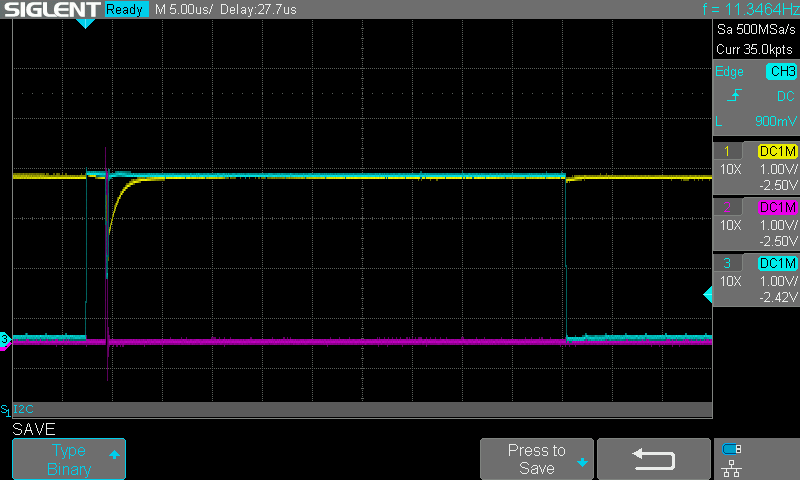 SIGLENT Ready M 5.00us/ Delay:27.7us f = 11.3464Hz
Sa 500MSa/s
Curr 35.0kpts
Edge CH3
DC
L 900mV
1 DC1M
10X 1.00V/
-2.50V
DC1M
10X 1.00V/
-2.50V
3 DC1M
10X 1.00V/
-2.42V
3
S1 I2C
SAVE
Type
Binary
Press to
Save